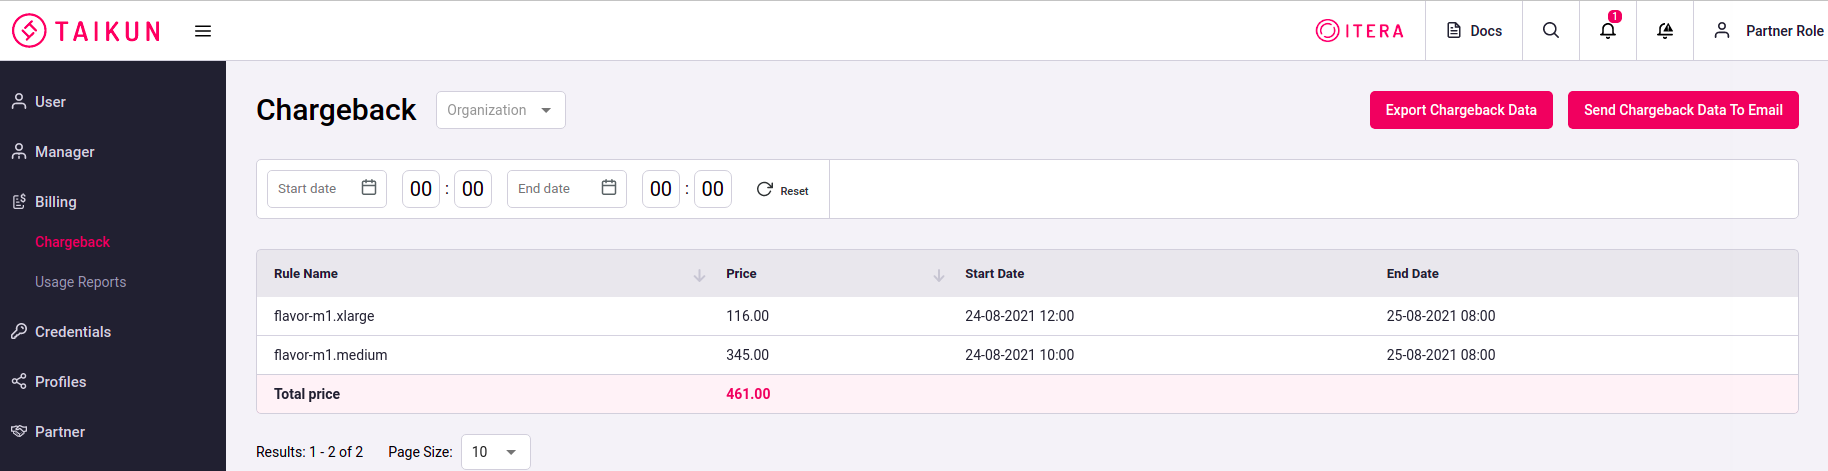 TAIKUN
ITERA
Docs
1
Partner Role
User
Manager
Billing
Chargeback
Usage Reports
Credentials
Profiles
Partner
Chargeback
Organization
Export Chargeback Data
Send Chargeback Data To Email
Start date 00 : 00 End date 00 : 00 Reset
Rule Name Price Start Date End Date
flavor-m1.xlarge 116.00 24-08-2021 12:00 25-08-2021 08:00
flavor-m1.medium 345.00 24-08-2021 10:00 25-08-2021 08:00
Total price 461.00
Results: 1 - 2 of 2 Page Size: 10